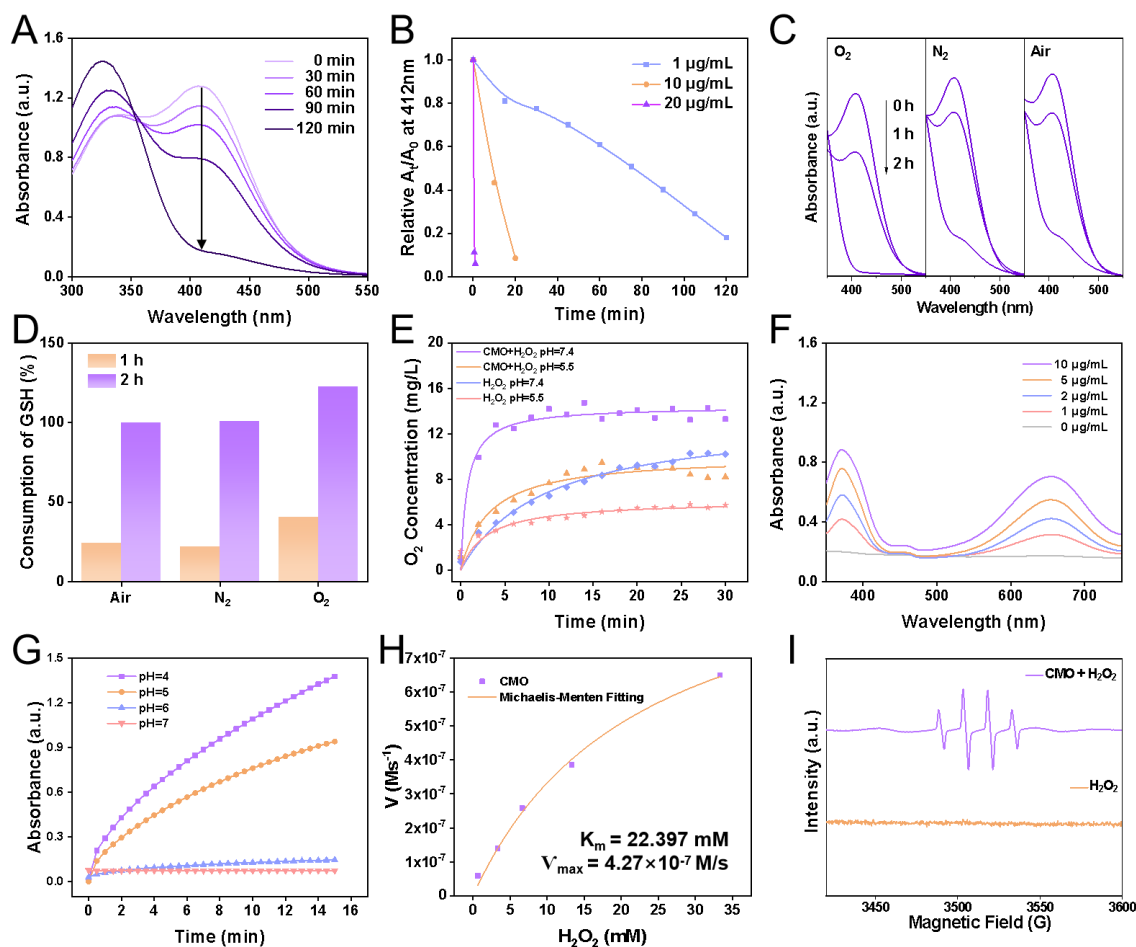 A
Absorbance (a.u.)
1.6
1.2
0.8
0.4
0.0
0 min
30 min
60 min
90 min
120 min
300 350 400 450 500 550
Wavelength (nm)
B
Relative At/A0 at 412nm
1.0
0.8
0.6
0.4
0.2
0.0
1 μg/mL
10 μg/mL
20 μg/mL
0 20 40 60 80 100 120
Time (min)
C
Absorbance (a.u.)
O2
N2
Air
0 h
1 h
2 h
400 500 400 500 400 500
Wavelength (nm)
D
Consumption of GSH (%)
150
100
50
0
1 h
2 h
Air N2 O2
E
O2 Concentration (mg/L)
20
16
12
8
4
0
CMO+H2O2 pH=7.4
CMO+H2O2 pH=5.5
H2O2 pH=7.4
H2O2 pH=5.5
0 5 10 15 20 25 30
Time (min)
F
Absorbance (a.u.)
1.6
1.2
0.8
0.4
0.0
10 μg/mL
5 μg/mL
2 μg/mL
1 μg/mL
0 μg/mL
400 500 600 700
Wavelength (nm)
G
Absorbance (a.u.)
1.5
1.2
0.9
0.6
0.3
0.0
pH=4
pH=5
pH=6
pH=7
0 2 4 6 8 10 12 14 16
Time (min)
H
V (Ms-1)
7x10-7
6x10-7
5x10-7
4x10-7
3x10-7
2x10-7
1x10-7
0
CMO
Michaelis-Menten Fitting
Km = 22.397 mM
Vmax = 4.27×10-7 M/s
0 5 10 15 20 25 30 35
H2O2 (mM)
I
Intensity (a.u.)
CMO + H2O2
H2O2
3450 3500 3550 3600
Magnetic Field (G)